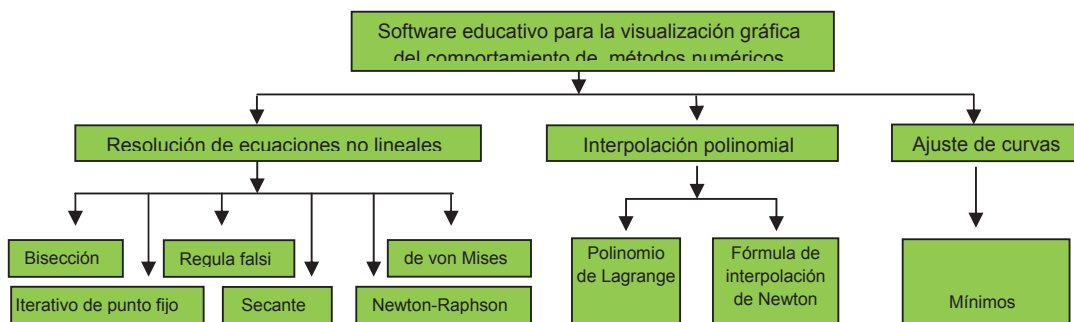 Software educativo para la visualización gráfica
del comportamiento de métodos numéricos
Resolución de ecuaciones no lineales
Interpolación polinomial
Ajuste de curvas
Bisección
Regula falsi
de von Mises
Iterativo de punto fijo
Secante
Newton-Raphson
Polinomio
de Lagrange
Fórmula de
interpolación
de Newton
Mínimos